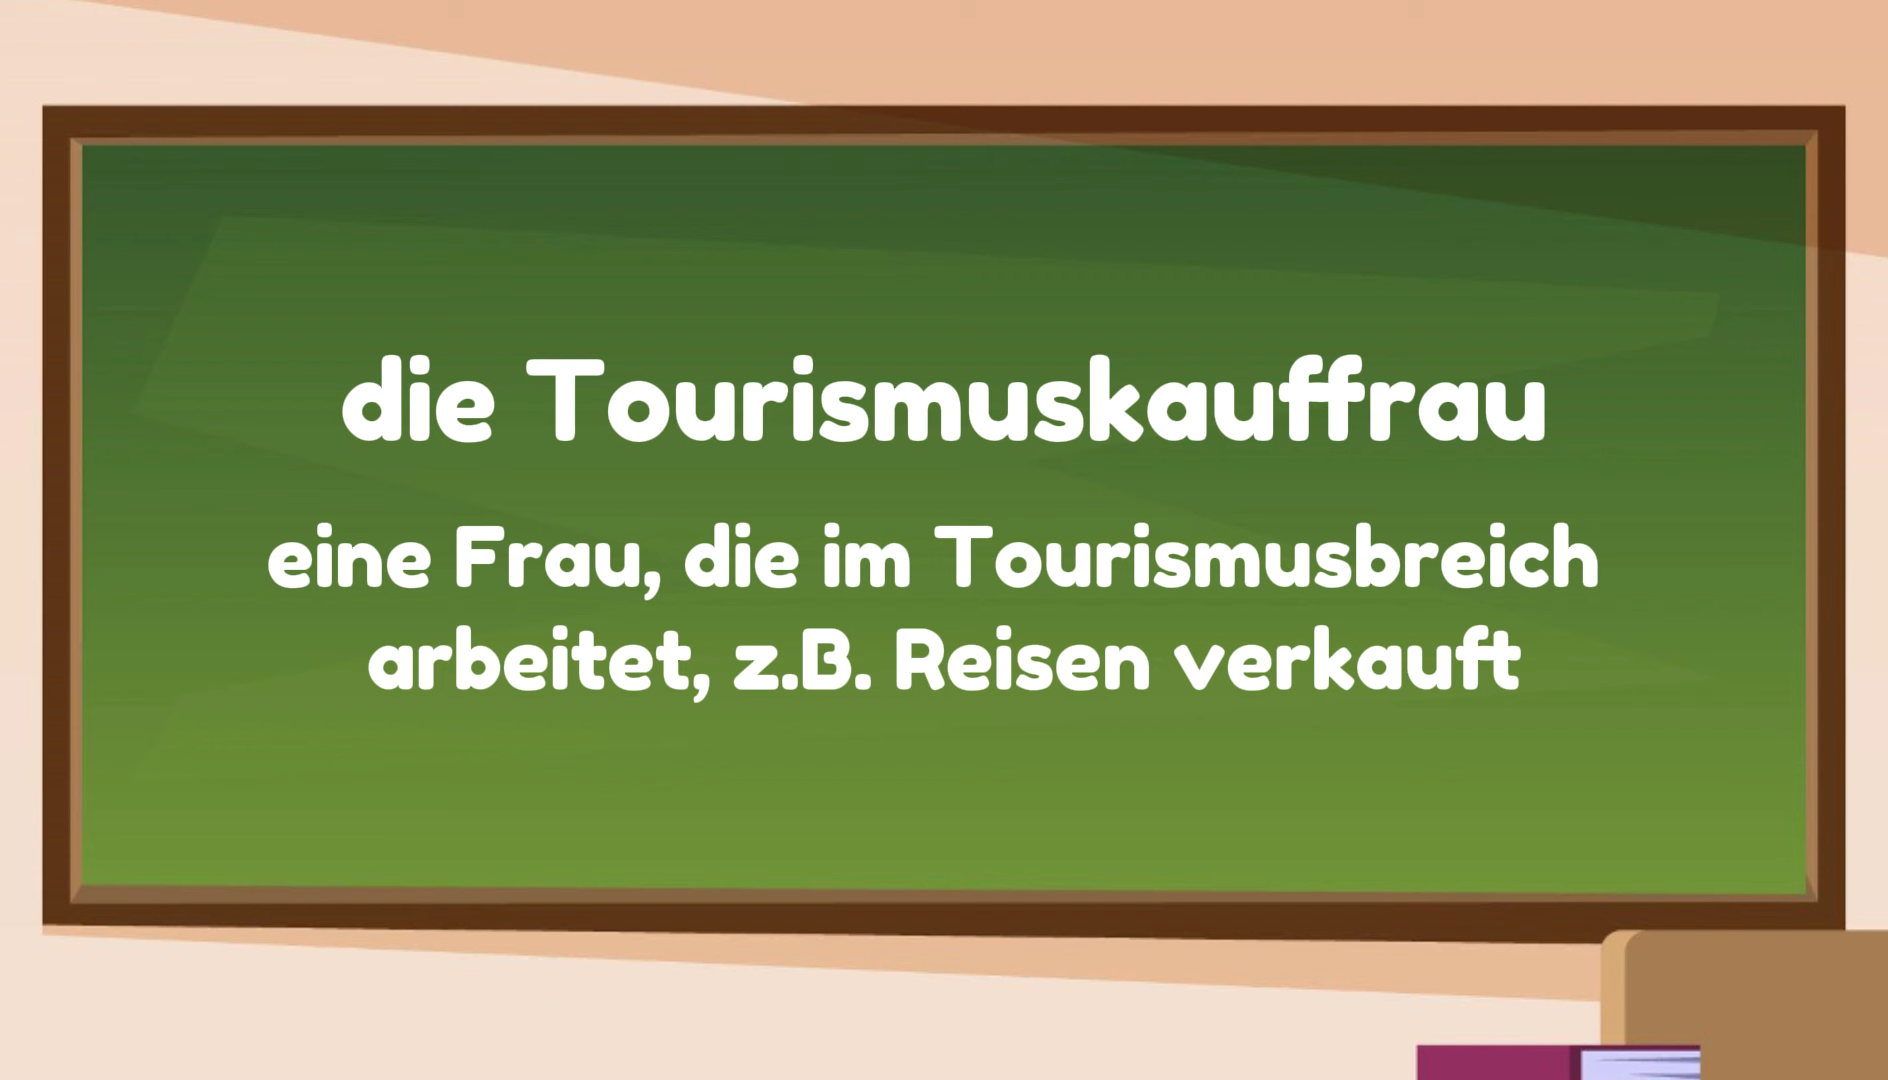 die Tourismuskauffrau
eine Frau, die im Tourismusbreich
arbeitet, z.B. Reisen verkauft